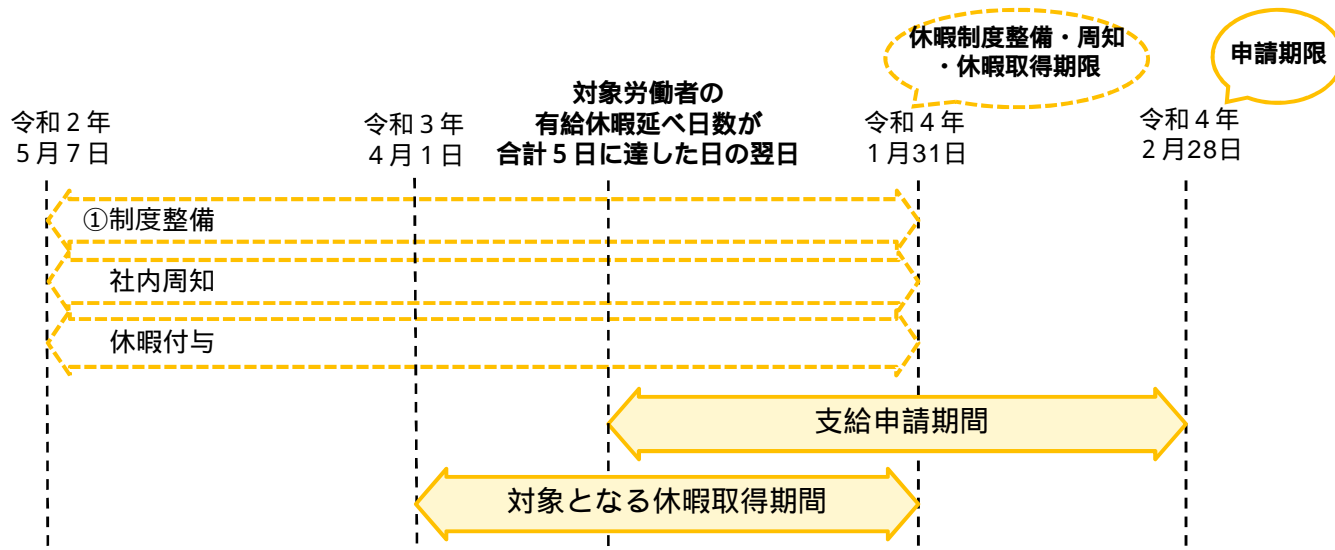 休暇制度整備・周知
・休暇取得期限
申請期限
令和２年
５月７日
令和３年
４月１日
対象労働者の
有給休暇延べ日数が
合計５日に達した日の翌日
令和４年
１月31日
令和４年
２月28日
①制度整備
社内周知
休暇付与
支給申請期間
対象となる休暇取得期間